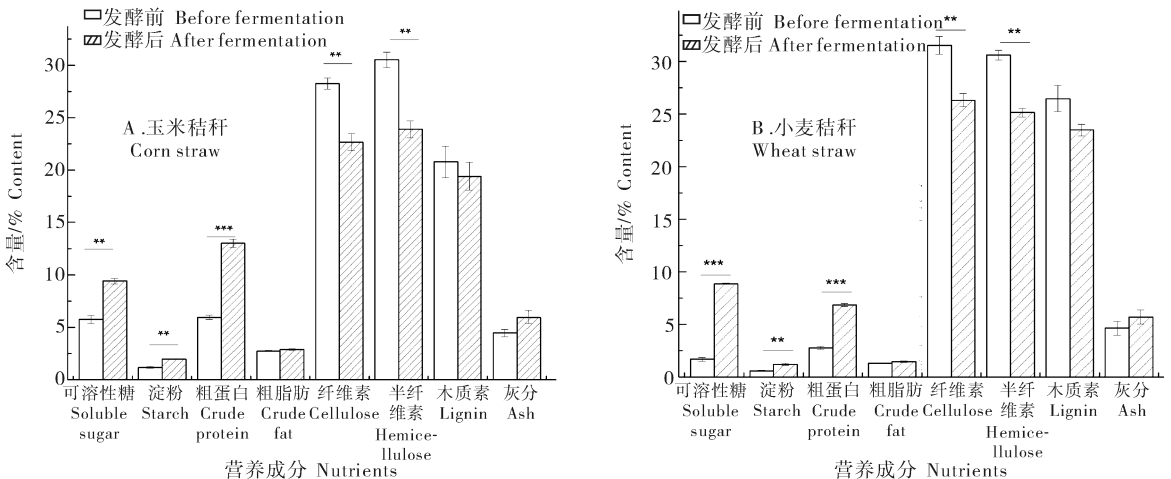 发酵前 Before fermentation
发酵后 After fermentation
A .玉米秸秆
Corn straw
含量/% Content
30
25
20
15
10
5
0
**
**
***
**
**
可溶性糖 淀粉 粗蛋白 粗脂肪 纤维素 半纤维素 木质素 灰分
Soluble sugar Starch Crude protein Crude fat Cellulose Hemice-llulose Lignin Ash
营养成分 Nutrients
发酵前 Before fermentation
发酵后 After fermentation
B .小麦秸秆
Wheat straw
含量/% Content
30
25
20
15
10
5
0
***
**
***
**
**
可溶性糖 淀粉 粗蛋白 粗脂肪 纤维素 半纤维素 木质素 灰分
Soluble sugar Starch Crude protein Crude fat Cellulose Hemice-llulose Lignin Ash
营养成分 Nutrients